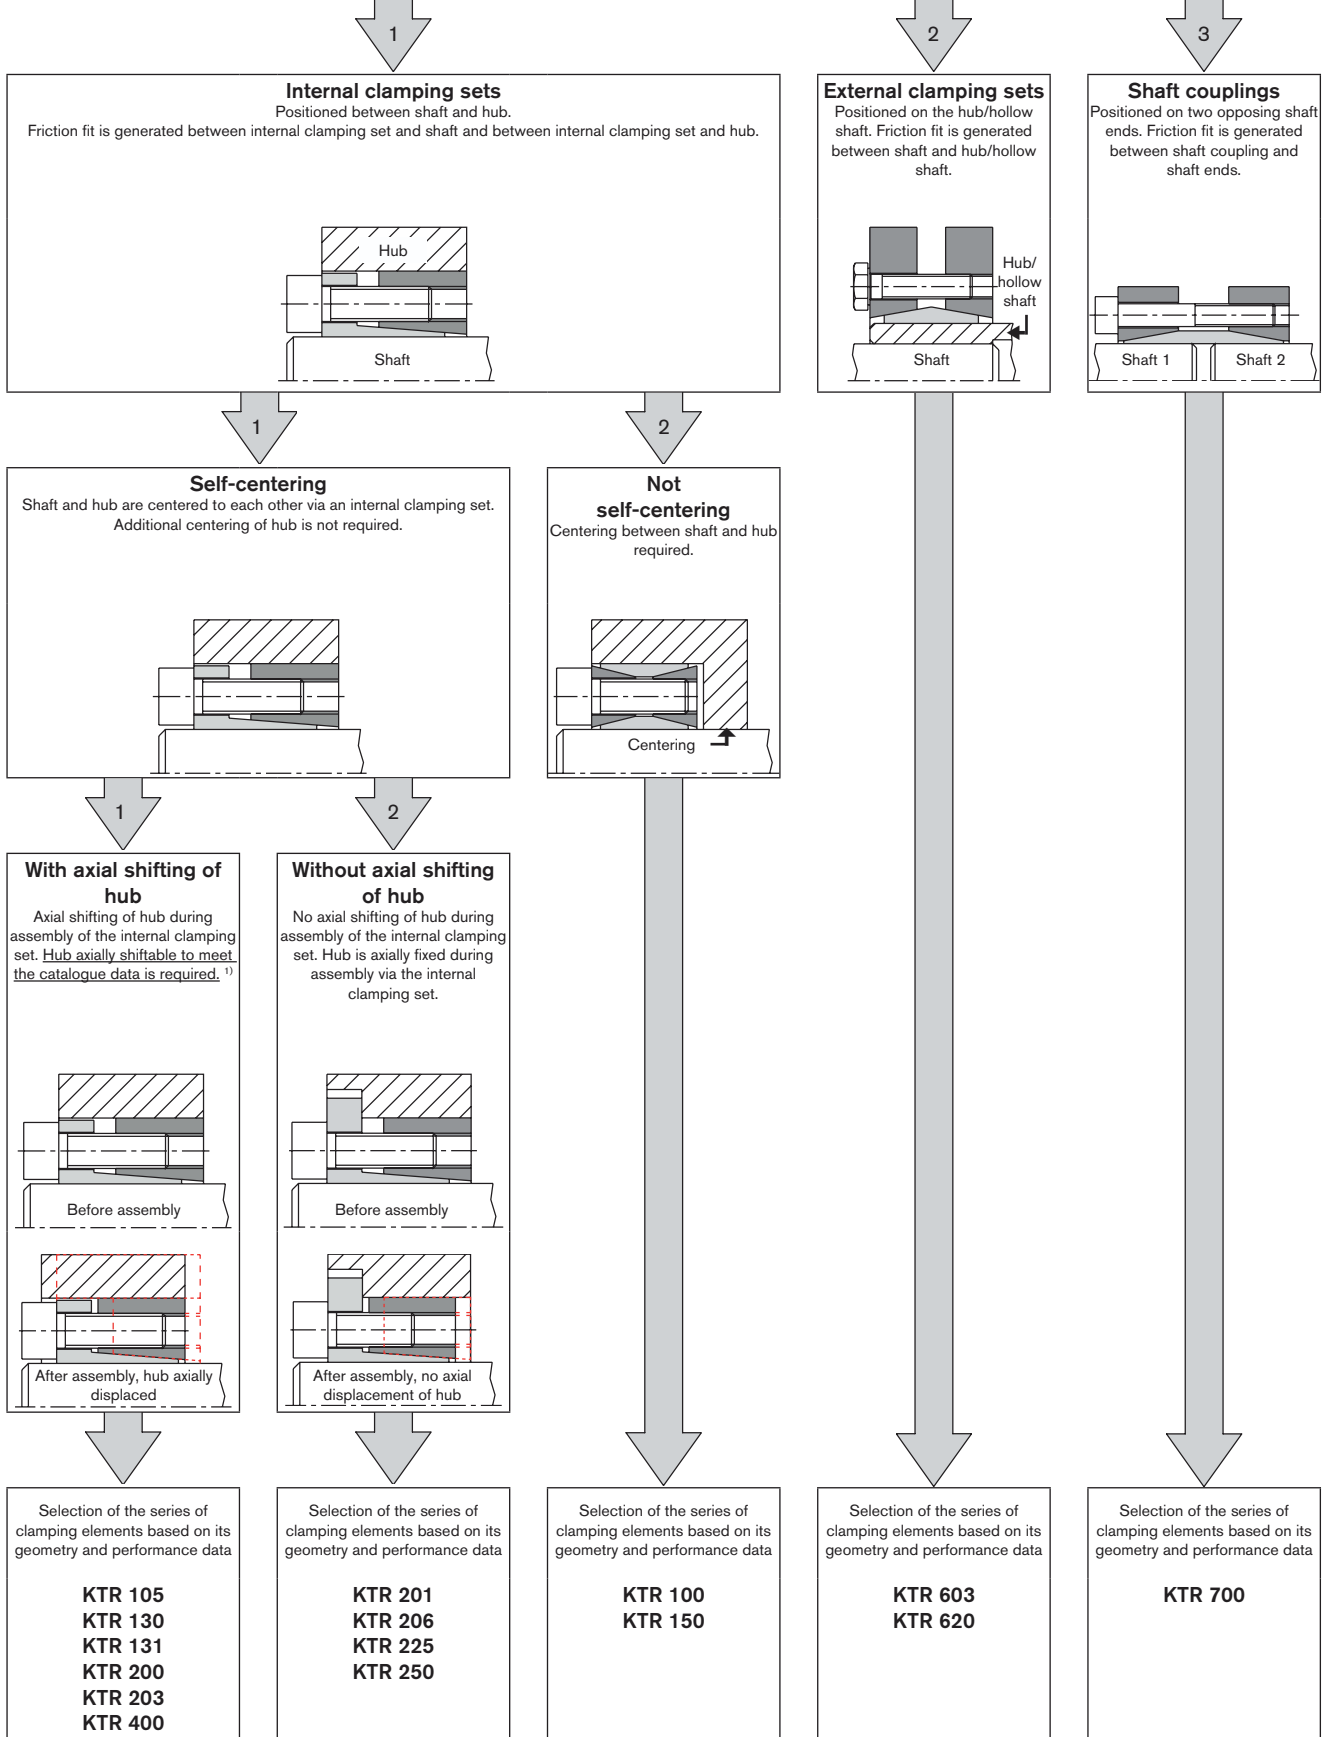 1
2
3
Internal clamping sets
Positioned between shaft and hub.
Friction fit is generated between internal clamping set and shaft and between internal clamping set and hub.
Hub
Shaft
External clamping sets
Positioned on the hub/hollow
shaft. Friction fit is generated
between shaft and hub/hollow
shaft.
Hub/
hollow
shaft
Shaft
Shaft couplings
Positioned on two opposing shaft
ends. Friction fit is generated
between shaft coupling and
shaft ends.
Shaft 1
Shaft 2
1
2
Self-centering
Shaft and hub are centered to each other via an internal clamping set.
Additional centering of hub is not required.
Not
self-centering
Centering between shaft and hub
required.
Centering
1
2
With axial shifting of
hub
Axial shifting of hub during
assembly of the internal clamping
set. Hub axially shiftable to meet
the catalogue data is required. 1)
Before assembly
After assembly, hub axially
displaced
Without axial shifting
of hub
No axial shifting of hub during
assembly of the internal clamping
set. Hub is axially fixed during
assembly via the internal
clamping set.
Before assembly
After assembly, no axial
displacement of hub
Selection of the series of
clamping elements based on its
geometry and performance data
KTR 105
KTR 130
KTR 131
KTR 200
KTR 203
KTR 400
Selection of the series of
clamping elements based on its
geometry and performance data
KTR 201
KTR 206
KTR 225
KTR 250
Selection of the series of
clamping elements based on its
geometry and performance data
KTR 100
KTR 150
Selection of the series of
clamping elements based on its
geometry and performance data
KTR 603
KTR 620
Selection of the series of
clamping elements based on its
geometry and performance data
KTR 700